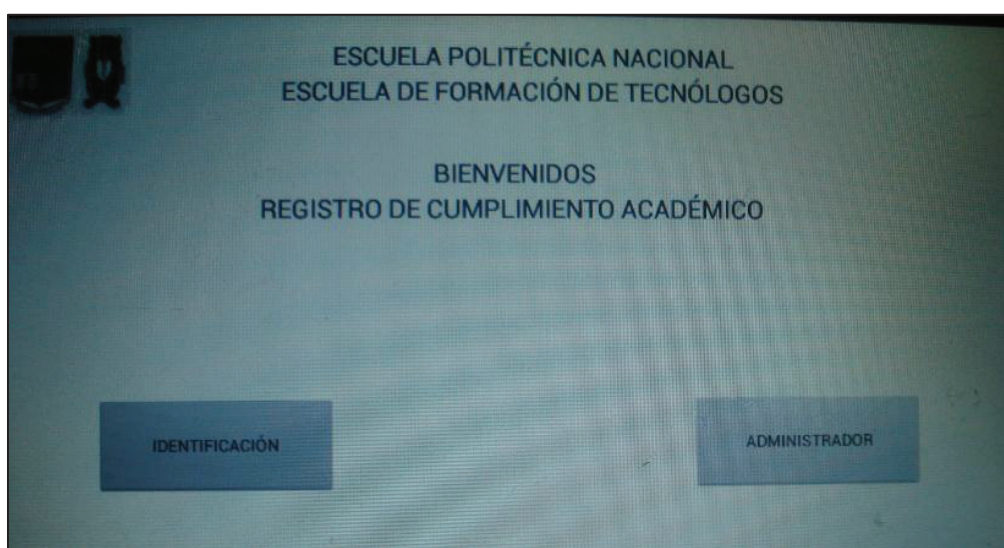 ESCUELA POLITÉCNICA NACIONAL
ESCUELA DE FORMACIÓN DE TECNÓLOGOS
BIENVENIDOS
REGISTRO DE CUMPLIMIENTO ACADÉMICO
IDENTIFICACIÓN
ADMINISTRADOR